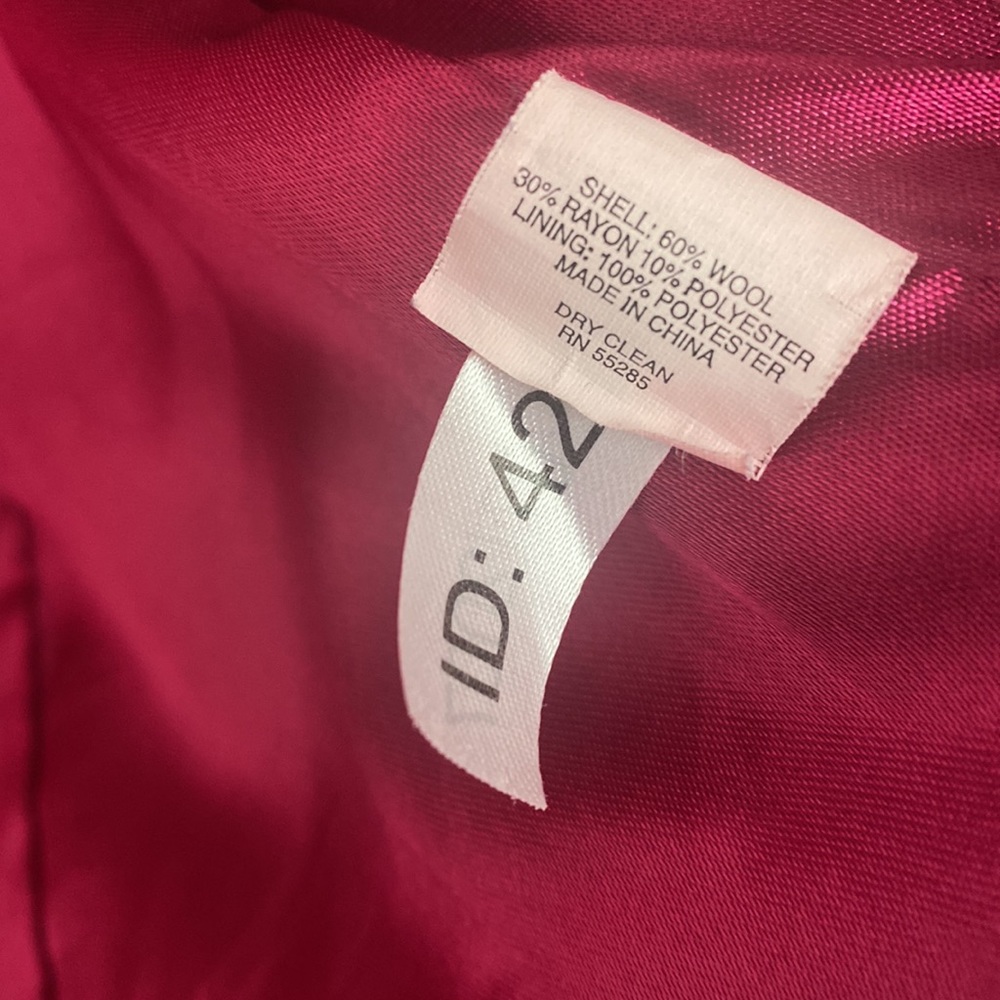 SHELL: 60% WOOL
30% RAYON 10% POLYESTER
LINING: 100% POLYESTER
MADE IN CHINA
DRY CLEAN
RN 55285
ID: 42